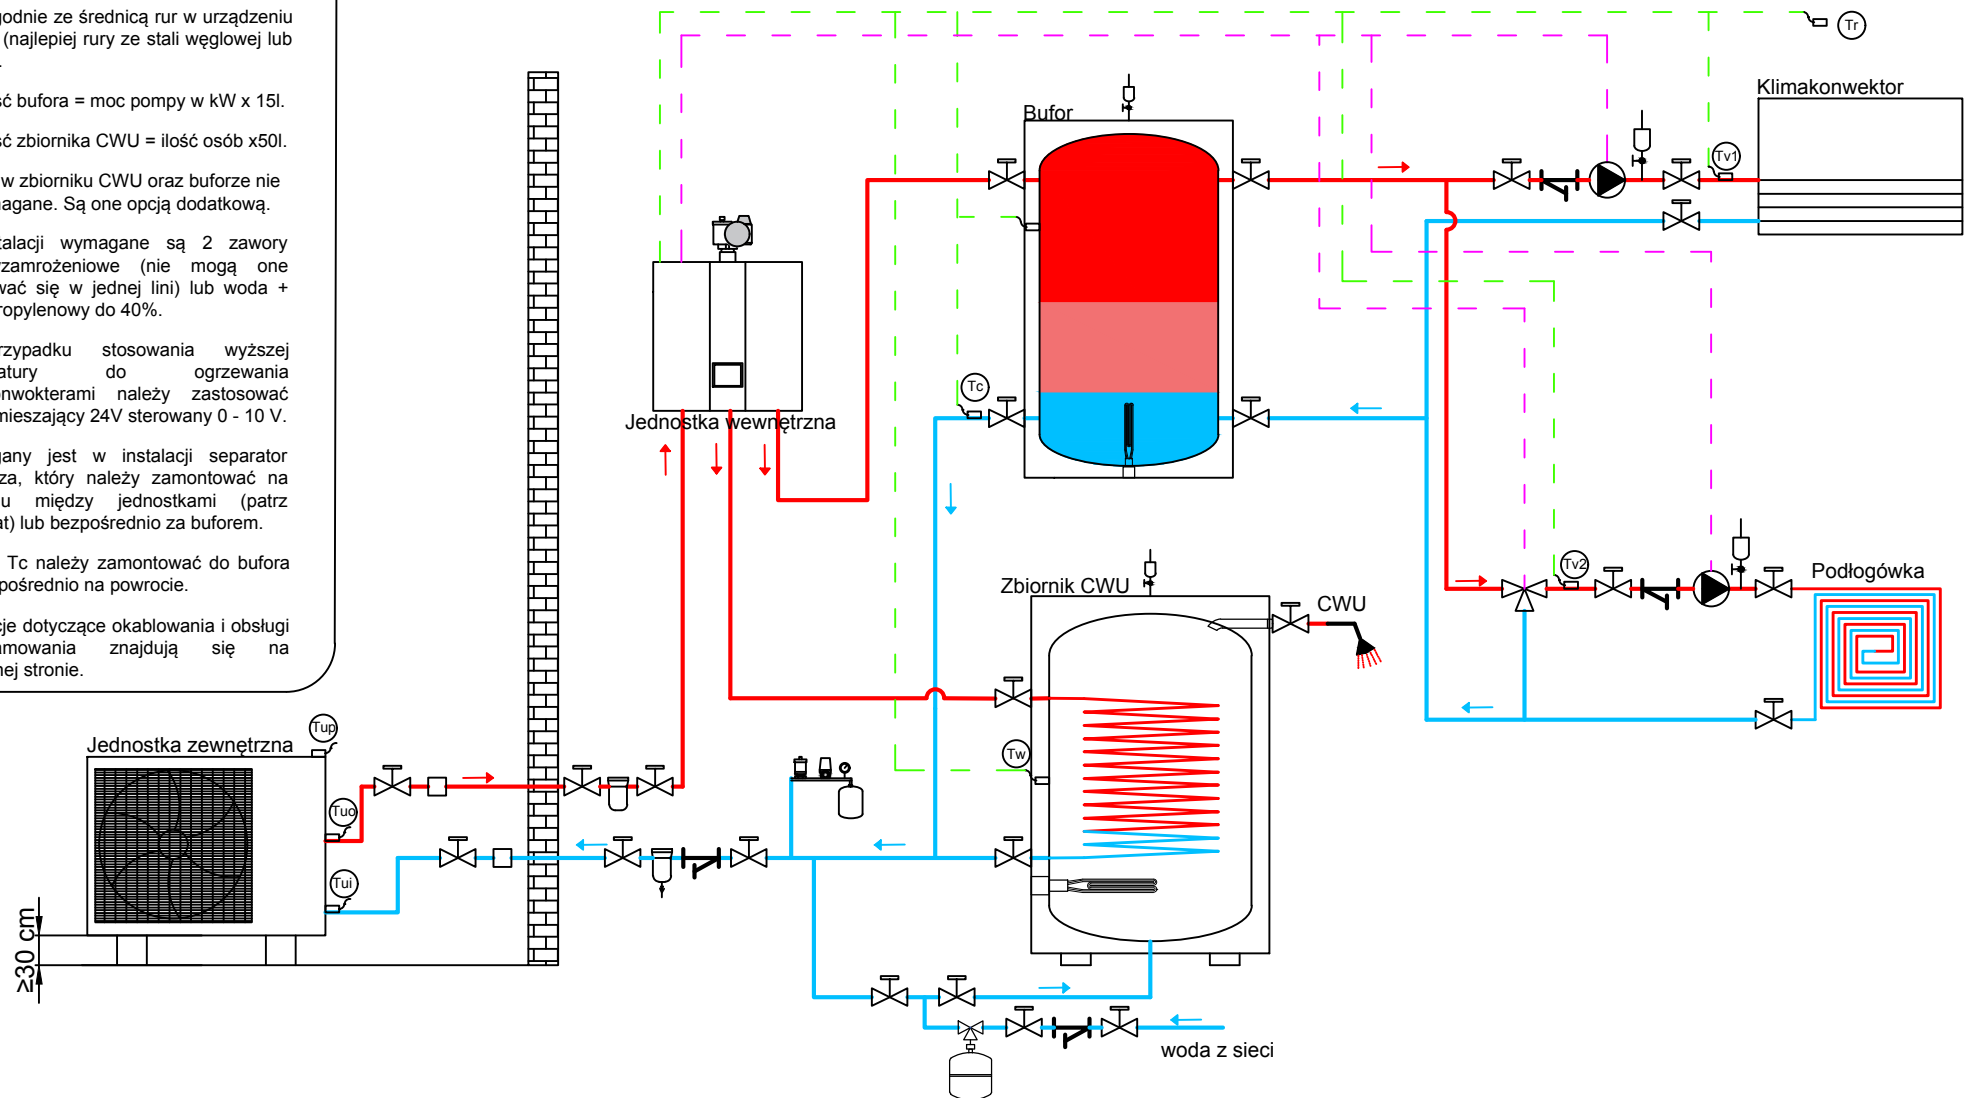 godnie ze średnicą rur w urządzeniu
(najlepiej rury ze stali węglowej lub
.
ść bufora = moc pompy w kW x 15l.
ść zbiornika CWU = ilość osób x50l.
w zbiorniku CWU oraz buforze nie
nagane. Są one opcją dodatkową.
talacji wymagane są 2 zawory
yzamrożeniowe (nie mogą one
wać się w jednej lini) lub woda +
propylenowy do 40%.
rzypadku stosowania wyższej
atury do ogrzewania
onwokterami należy zastosować
mieszający 24V sterowany 0 - 10 V.
gany jest w instalacji separator
za, który należy zamontować na
u między jednostkami (patrz
at) lub bezpośrednio za buforem.
Tc należy zamontować do bufora
pośrednio na powrocie.
cje dotyczące okablowania i obsługi
amowania znajdują się na
nej stronie.
Tr
Klimakonwektor
Bufor
Tv1
Tc
Jednostka wewnętrzna
Tv2
Podłogówka
Zbiornik CWU
CWU
Tup
Jednostka zewnętrzna
Tw
Tuo
Tui
≥30 cm
woda z sieci